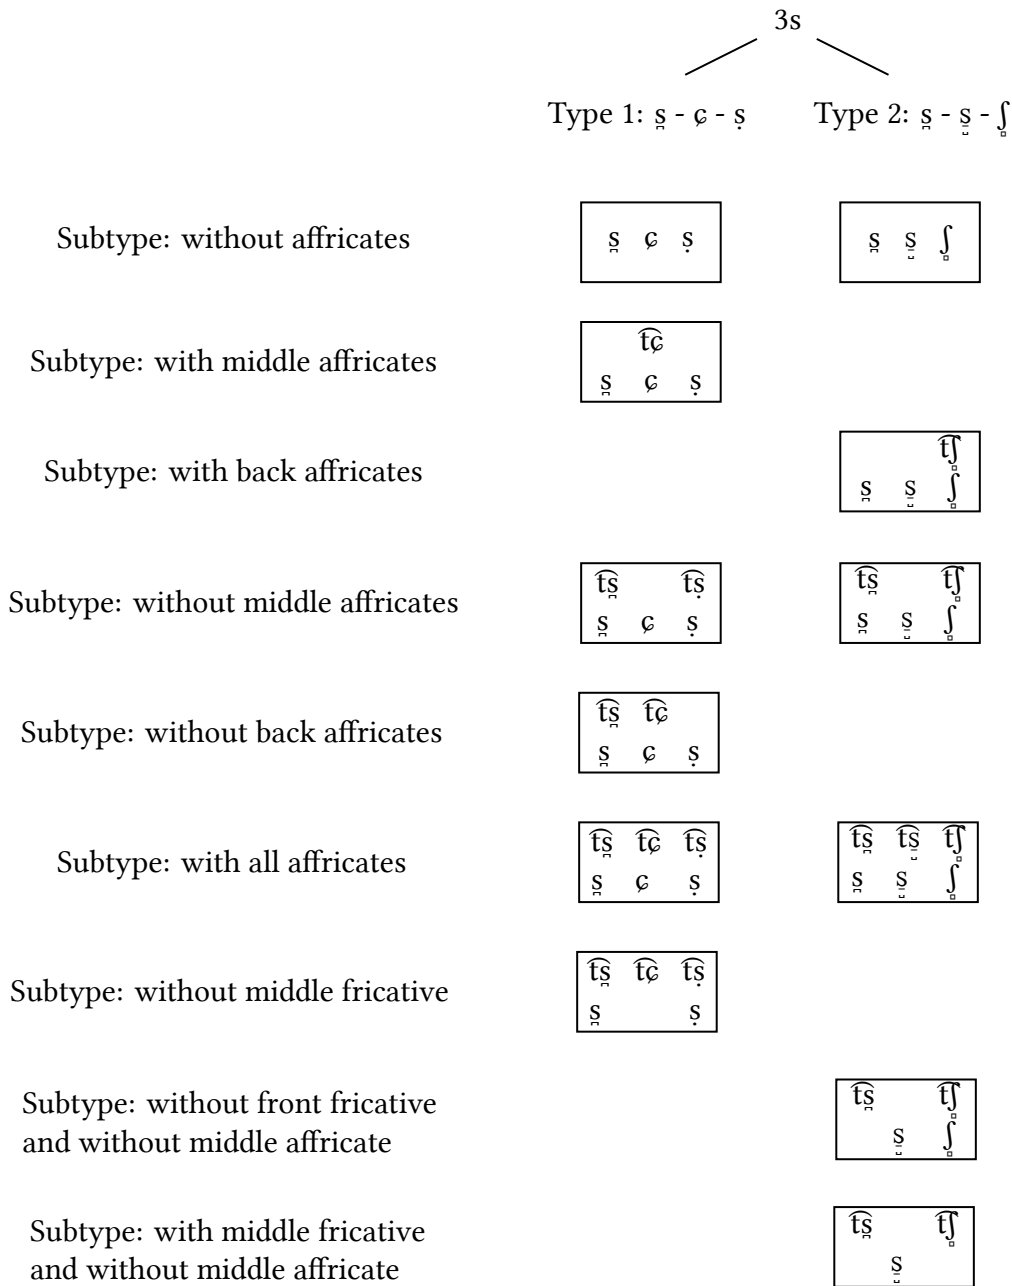 3s
Type 1: s̪ - ɕ - ṣ Type 2: s̪ - s̱̺ - ʃ̻
Subtype: without affricates
s̪ ɕ ṣ
s̪ s̱̺ ʃ̻
Subtype: with middle affricates
t͡ɕ
s̪ ɕ ṣ
Subtype: with back affricates
t͡ʃ̻
s̪ s̱̺ ʃ̻
Subtype: without middle affricates
t͡s̪ t͡ṣ
s̪ ɕ ṣ
t͡s̪ t͡ʃ̻
s̪ s̱̺ ʃ̻
Subtype: without back affricates
t͡s̪ t͡ɕ
s̪ ɕ ṣ
Subtype: with all affricates
t͡s̪ t͡ɕ t͡ṣ
s̪ ɕ ṣ
t͡s̪ t͡s̱̺ t͡ʃ̻
s̪ s̱̺ ʃ̻
Subtype: without middle fricative
t͡s̪ t͡ɕ t͡ṣ
s̪ ṣ
Subtype: without front fricative
and without middle affricate
t͡s̪ t͡ʃ̻
s̱̺ ʃ̻
Subtype: with middle fricative
and without middle affricate
t͡s̪ t͡ʃ̻
s̱̺